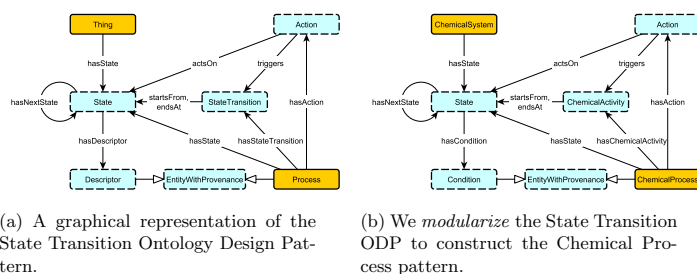 Thing
Action
hasState
actsOn
triggers
hasNextState
State
startsFrom,
endsAt
StateTransition
hasAction
hasDescriptor
hasState
hasStateTransition
Descriptor
EntityWithProvenance
Process
(a) A graphical representation of the
State Transition Ontology Design Pat-
tern.
ChemicalSystem
Action
hasState
actsOn
triggers
hasNextState
State
startsFrom,
endsAt
ChemicalActivity
hasAction
hasCondition
hasState
hasChemicalActivity
Condition
EntityWithProvenance
ChemicalProcess
(b) We modularize the State Transition
ODP to construct the Chemical Pro-
cess pattern.